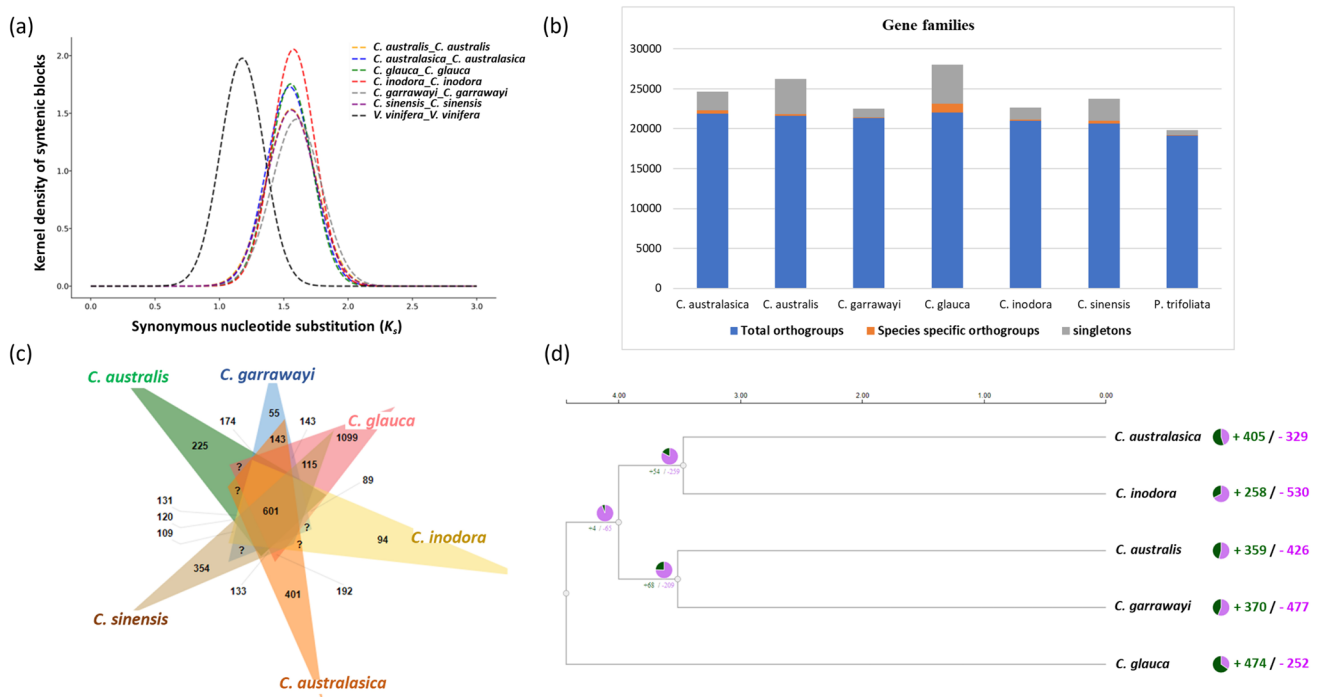 (a)
C. australis_C. australis
C. australasica_C. australasica
C. glauca_C. glauca
C. inodora_C. inodora
C. garrawayi_C. garrawayi
C. sinensis_C. sinensis
V. vinifera_V. vinifera
Kernel density of syntenic blocks
2.0
1.5
1.0
0.5
0.0
0.0 0.5 1.0 1.5 2.0 2.5 3.0
Synonymous nucleotide substitution (Ks)
(b)
Gene families
30000
25000
20000
15000
10000
5000
0
C. australasica C. australis C. garrawayi C. glauca C. inodora C. sinensis P. trifoliata
Total orthogroups Species specific orthogroups singletons
(c)
C. australis
C. garrawayi
C. glauca
C. inodora
C. australasica
C. sinensis
174 55 143
225 143 1099
? 115
? 89
131
120 601
109 ?
? ? 94
354
133 401 192
(d)
4.00 3.00 2.00 1.00 0.00
C. australasica + 405 / - 329
+54 / -259
C. inodora + 258 / - 530
+4 / -65
C. australis + 359 / - 426
+68 / -209
C. garrawayi + 370 / - 477
C. glauca + 474 / - 252